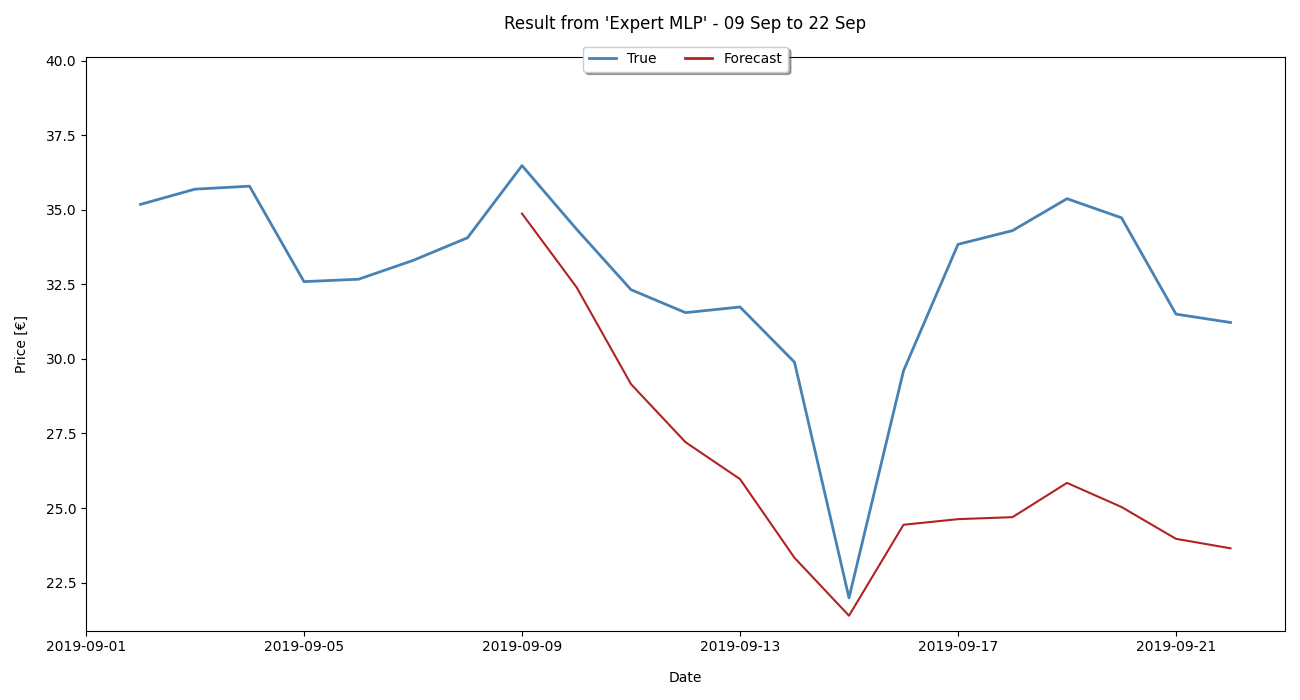 Result from 'Expert MLP' - 09 Sep to 22 Sep
True
Forecast
40.0
37.5
35.0
32.5
30.0
27.5
25.0
22.5
Price [€]
2019-09-01
2019-09-05
2019-09-09
2019-09-13
2019-09-17
2019-09-21
Date